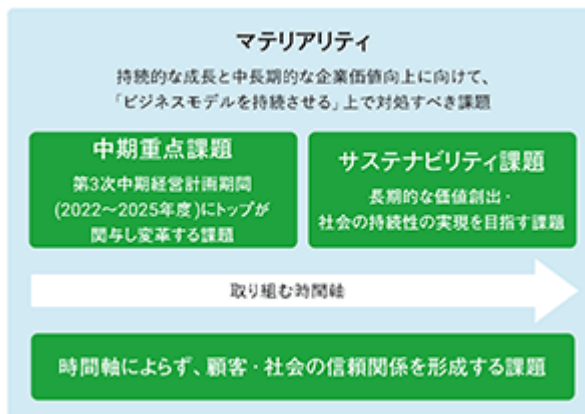 マテリアリティ
持続的な成長と中長期的な企業価値向上に向けて、
「ビジネスモデルを持続させる」上で対処すべき課題
中期重点課題
第3次中期経営計画期間
(2022～2025年度)にトップが
関与し変革する課題
サステナビリティ課題
長期的な価値創出・
社会の持続性の実現を目指す課題
取り組む時間軸
時間軸によらず、顧客・社会の信頼関係を形成する課題